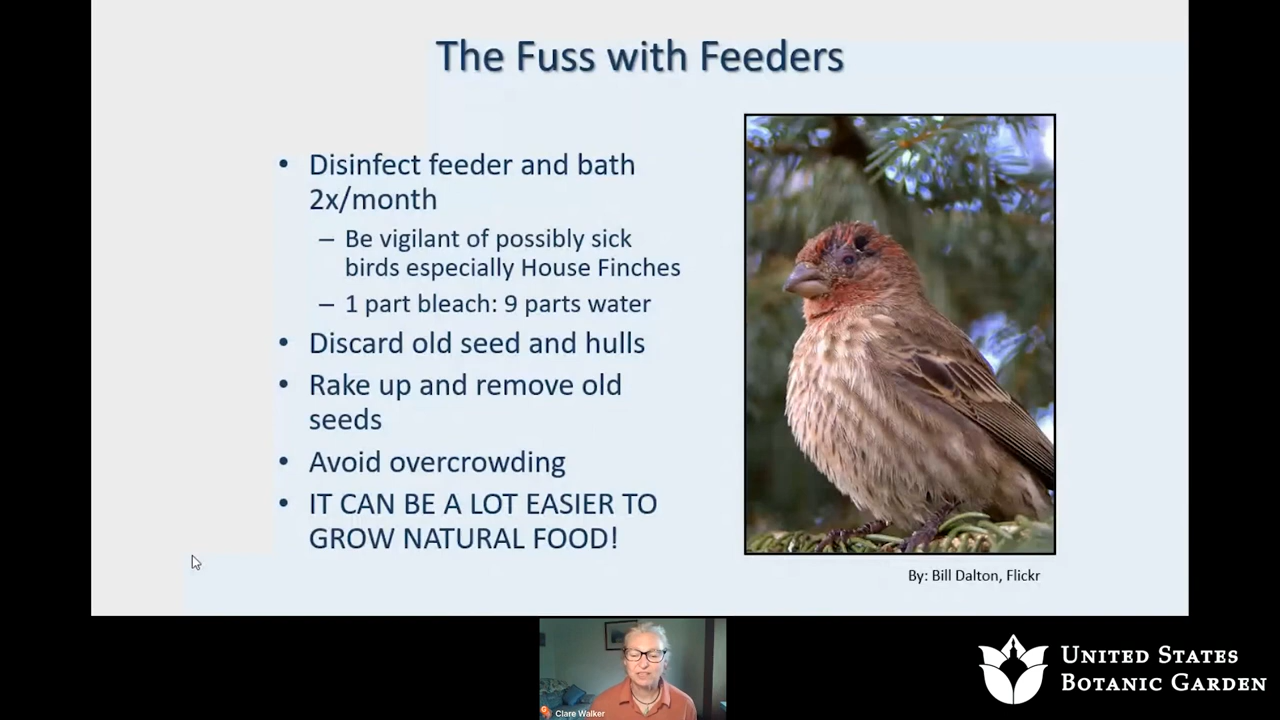 The Fuss with Feeders
• Disinfect feeder and bath
2x/month
– Be vigilant of possibly sick
birds especially House Finches
– 1 part bleach: 9 parts water
• Discard old seed and hulls
• Rake up and remove old
seeds
• Avoid overcrowding
• IT CAN BE A LOT EASIER TO
GROW NATURAL FOOD!
By: Bill Dalton, Flickr
Clare Walker
UNITED STATES
BOTANIC GARDEN